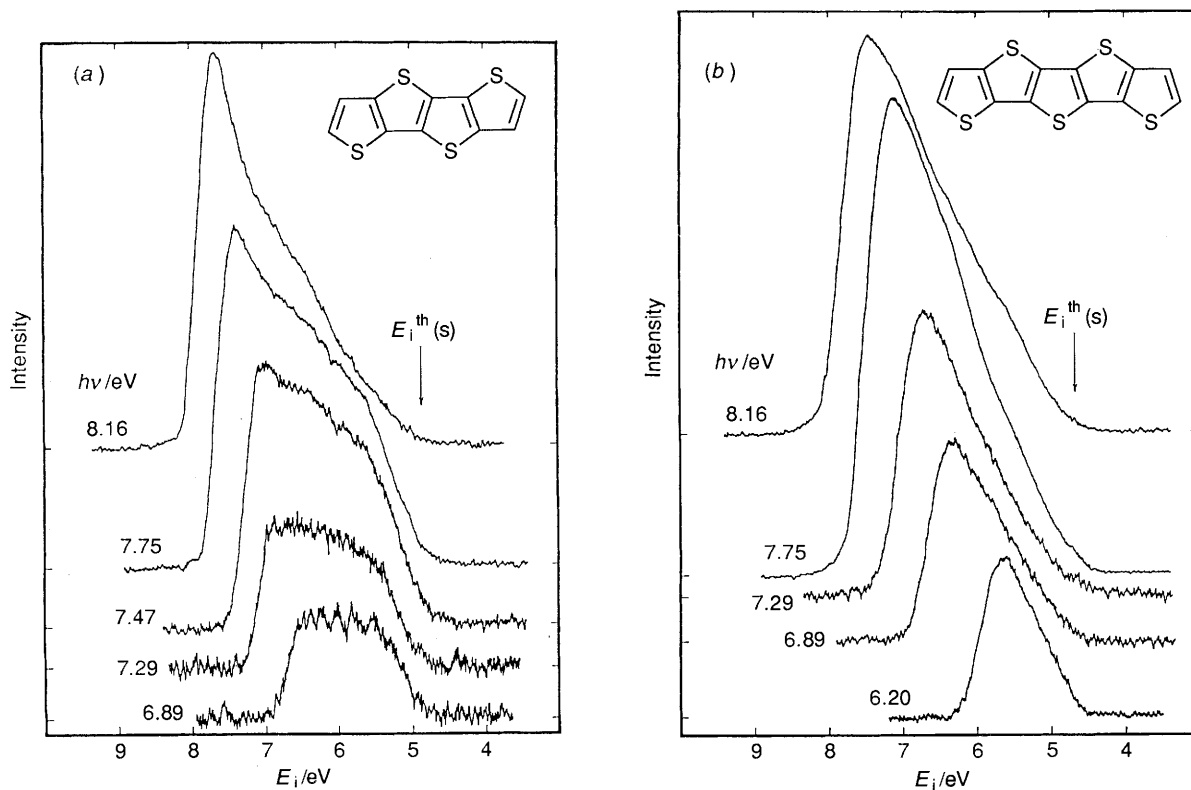 (a)
S
S
S
S
E_i^th (s)
Intensity
hν/eV
8.16
7.75
7.47
7.29
6.89
9 8 7 6 5 4
E_i/eV
(b)
S
S
S
S
S
E_i^th (s)
Intensity
hν/eV
8.16
7.75
7.29
6.89
6.20
9 8 7 6 5 4
E_i/eV